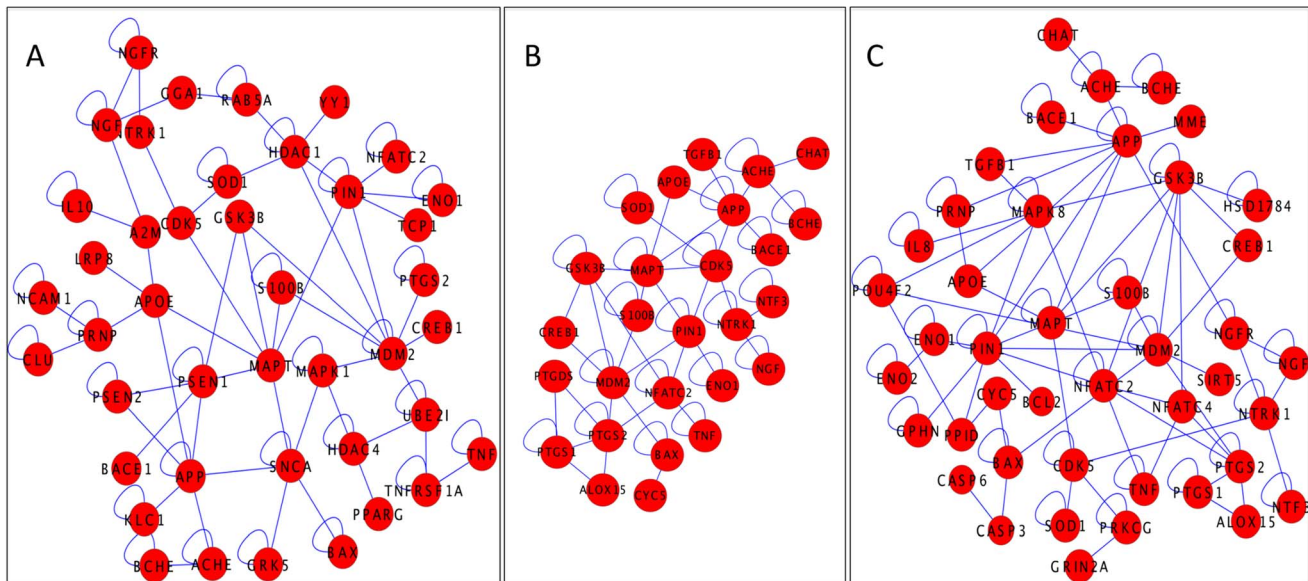 A
NGFR
GGA1
RAB5A
YY1
NGF
NTRK1
HDAC1
NFATC2
SOD1
PIN1
ENO1
IL10
GSK3B
TCP1
A2M
CDK5
LRP8
PTGS2
NCAM1
APOE
S100B
CREB1
PRNP
CLU
MAPT
MAPK1
MDM2
PSEN2
PSEN1
UBE2I
HDAC4
TNF
BACE1
APP
SNCA
TNFRSF1A
KLC1
PPARG
BCHE
ACHE
GRK5
BAX
B
TGFB1
CHAT
ACHE
APOE
SOD1
APP
BCHE
BACE1
GSK3B
MAPT
CDK5
NTF3
S100B
CREB1
PIN1
NTRK1
NGF
PTGDS
MDM2
NFATC2
ENO1
PTGS2
TNF
PTGS1
BAX
ALOX15
CYCS
C
CHAT
ACHE
BCHE
BACE1
MME
APP
TGFB1
GSK3B
PRNP
MAPK8
HSD1784
IL8
CREB1
POU4F2
APOE
S100B
MAPT
NGFR
ENO1
PIN1
MDM2
NGF
ENO2
NFATC2
SIRT5
CYC5
BCL2
NFATC4
NTRK1
GPHN
PPID
BAX
CDK5
PTGS2
CASP6
TNF
PTGS1
NTF3
CASP3
SOD1
PRKCG
ALOX15
GRIN2A